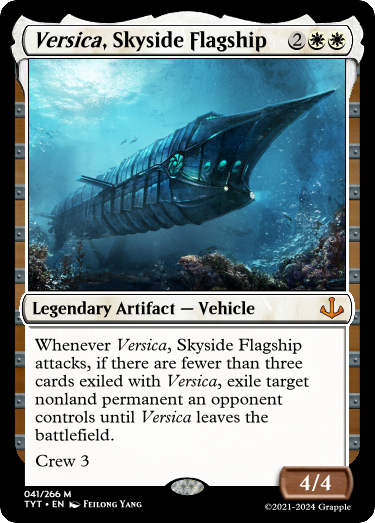 Versica, Skyside Flagship 2
Legendary Artifact — Vehicle
Whenever Versica, Skyside Flagship
attacks, if there are fewer than three
cards exiled with Versica, exile target
nonland permanent an opponent
controls until Versica leaves the
battlefield.
Crew 3
4/4
041/266 M
TYT • EN Feilong Yang
©2021-2024 Grapple